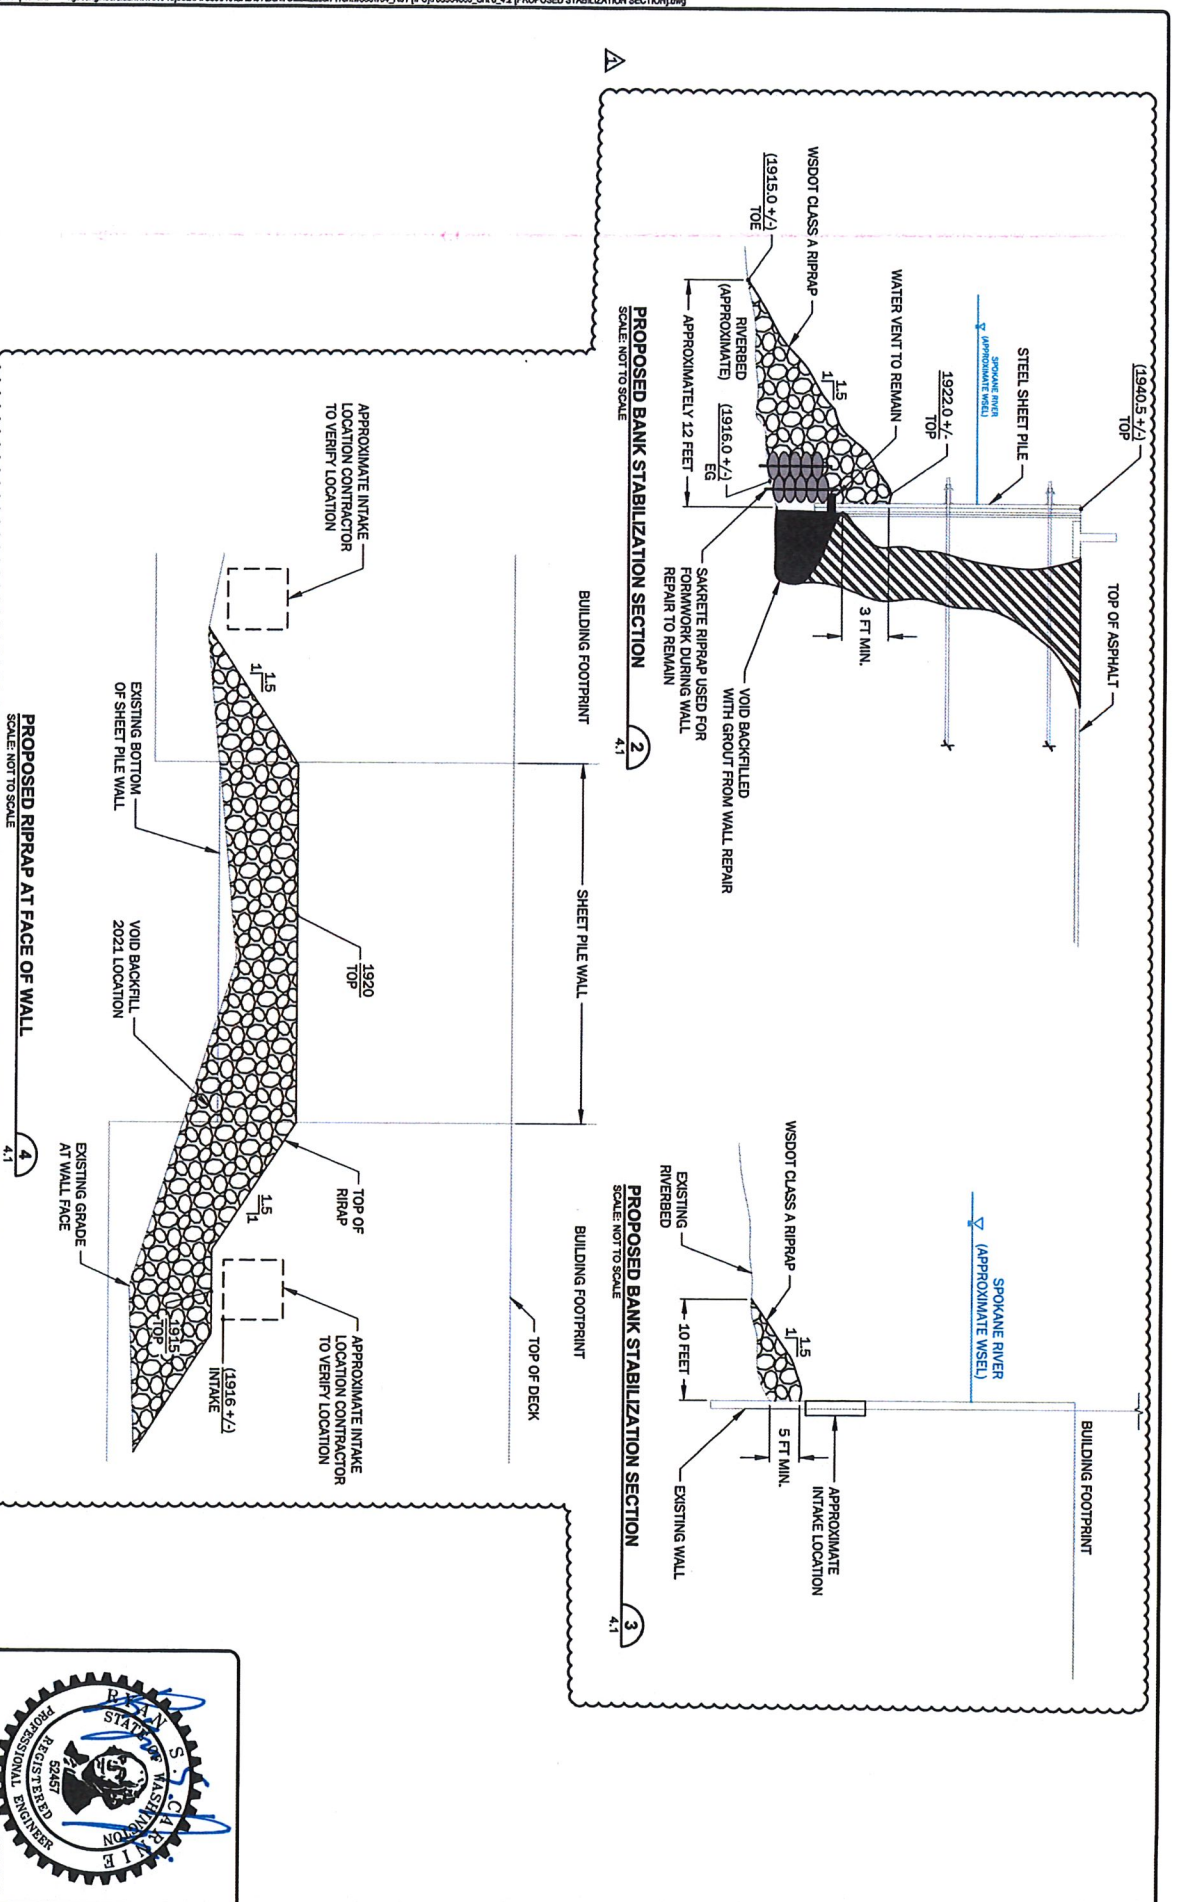 1
(1940.5 +/-)
TOP
TOP OF ASPHALT
STEEL SHEET PILE
SPOKANE RIVER
(APPROXIMATE WSEL)
1922.0 +/-
TOP
WATER VENT TO REMAIN
WSDOT CLASS A RIPRAP
1.5
1
3 FT MIN.
(1915.0 +/-)
TOE
RIVERBED
(APPROXIMATE)
(1916.0 +/-)
EG
APPROXIMATELY 12 FEET
VOID BACKFILLED
WITH GROUT FROM WALL REPAIR
SAKRETE RIPRAP USED FOR
FORMWORK DURING WALL
REPAIR TO REMAIN
PROPOSED BANK STABILIZATION SECTION
SCALE: NOT TO SCALE
2
4.1
BUILDING FOOTPRINT
SPOKANE RIVER
(APPROXIMATE WSEL)
APPROXIMATE
INTAKE LOCATION
WSDOT CLASS A RIPRAP
1.5
1
5 FT MIN.
10 FEET
EXISTING
RIVERBED
EXISTING WALL
PROPOSED BANK STABILIZATION SECTION
SCALE: NOT TO SCALE
3
4.1
BUILDING FOOTPRINT
SHEET PILE WALL
BUILDING FOOTPRINT
TOP OF DECK
APPROXIMATE INTAKE
LOCATION CONTRACTOR
TO VERIFY LOCATION
1920
TOP
TOP OF
RIRAP
APPROXIMATE INTAKE
LOCATION CONTRACTOR
TO VERIFY LOCATION
1.5
1
1.5
1
(1916 +/-)
INTAKE
1915
TOP
EXISTING BOTTOM
OF SHEET PILE WALL
VOID BACKFILL
2021 LOCATION
EXISTING GRADE
AT WALL FACE
PROPOSED RIPRAP AT FACE OF WALL
SCALE: NOT TO SCALE
4
4.1
RYAN S. CARNIE
STATE OF WASHINGTON
52457
REGISTERED
PROFESSIONAL ENGINEER